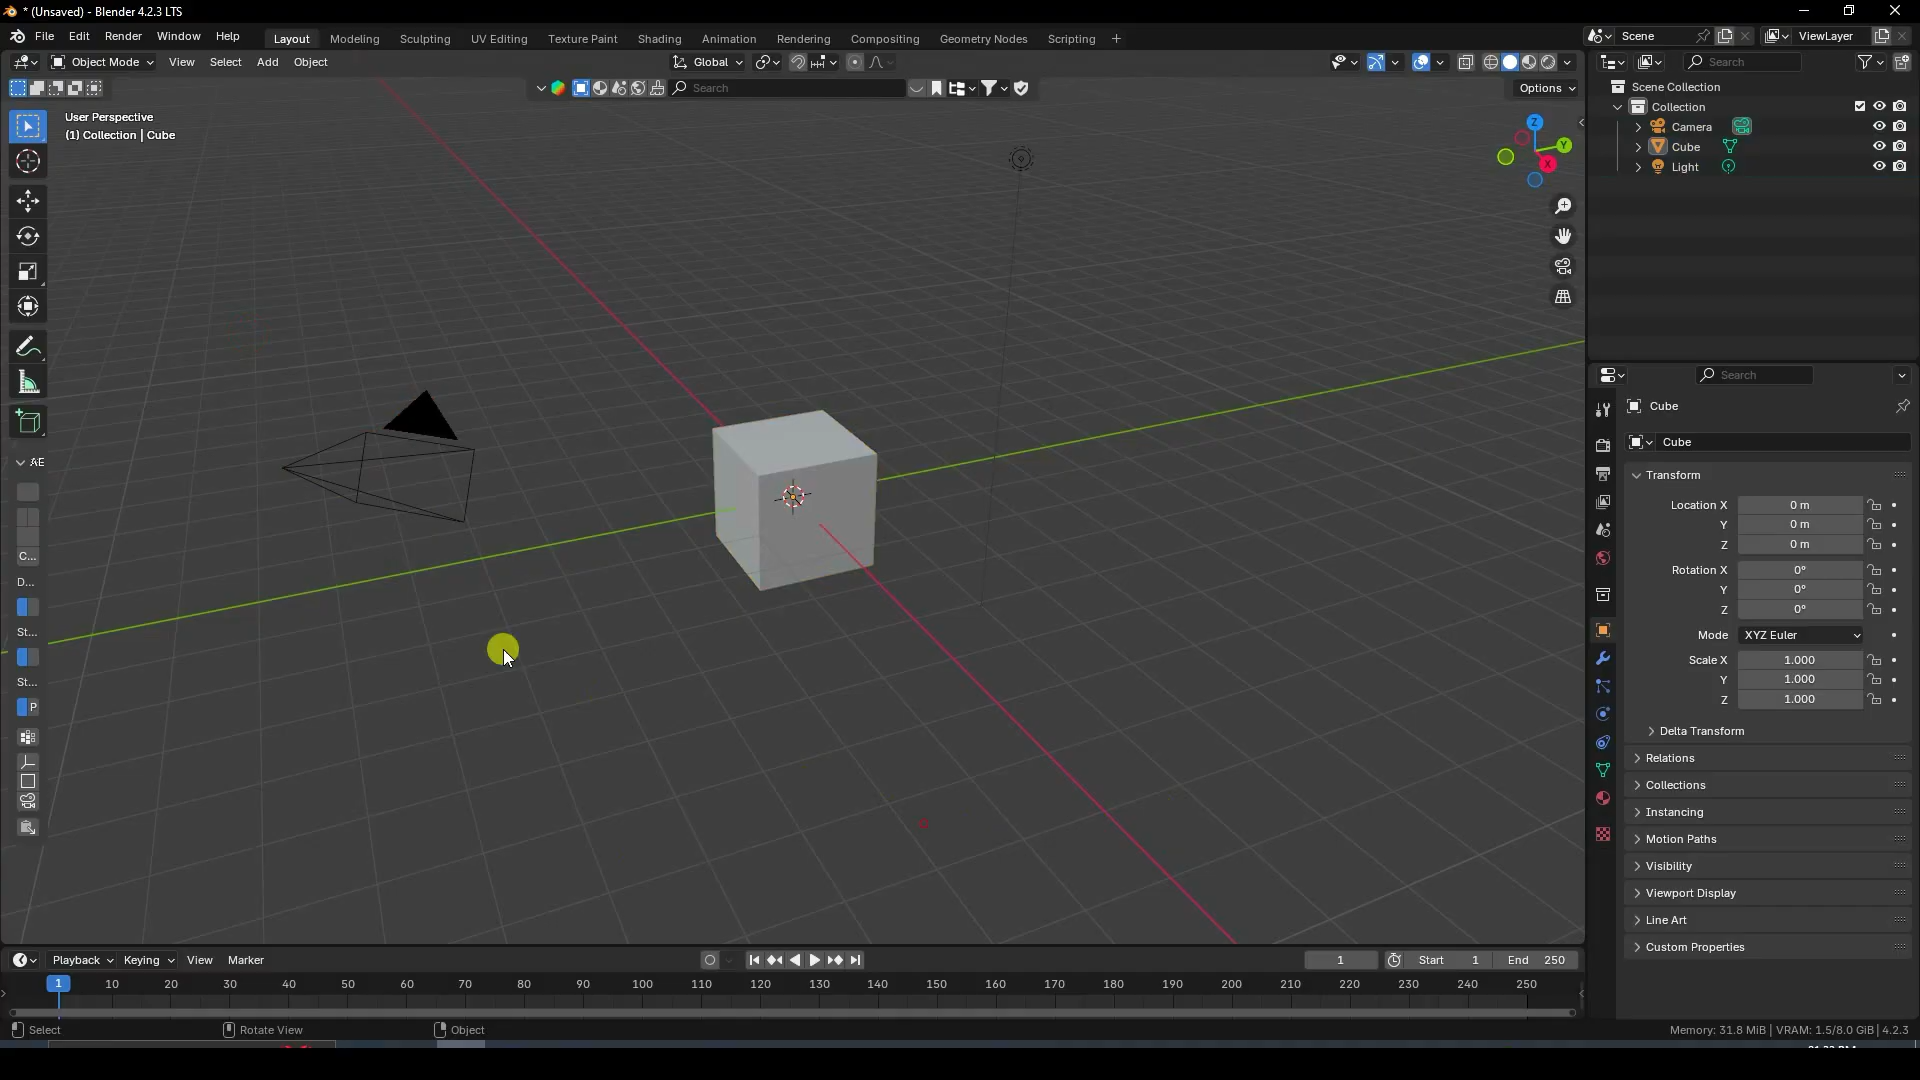 * (Unsaved) - Blender 4.2.3 LTS
File Edit Render Window Help Layout Modeling Sculpting UV Editing Texture Paint Shading Animation Rendering Compositing Geometry Nodes Scripting + Scene ViewLayer
Object Mode View Select Add Object Global Search
Search Options
User Perspective
(1) Collection | Cube
Z
Y
X
Scene Collection
Collection
Camera
Cube
Light
Search
Cube
Cube
Transform
Location X 0 m
Y 0 m
Z 0 m
Rotation X 0°
Y 0°
Z 0°
Mode XYZ Euler
Scale X 1.000
Y 1.000
Z 1.000
Delta Transform
Relations
Collections
Instancing
Motion Paths
Visibility
Viewport Display
Line Art
Custom Properties
AE
C...
D...
St...
St...
P
Playback Keying View Marker 1 Start 1 End 250
1 10 20 30 40 50 60 70 80 90 100 110 120 130 140 150 160 170 180 190 200 210 220 230 240 250
Select Rotate View Object Memory: 31.8 MiB | VRAM: 1.5/8.0 GiB | 4.2.3